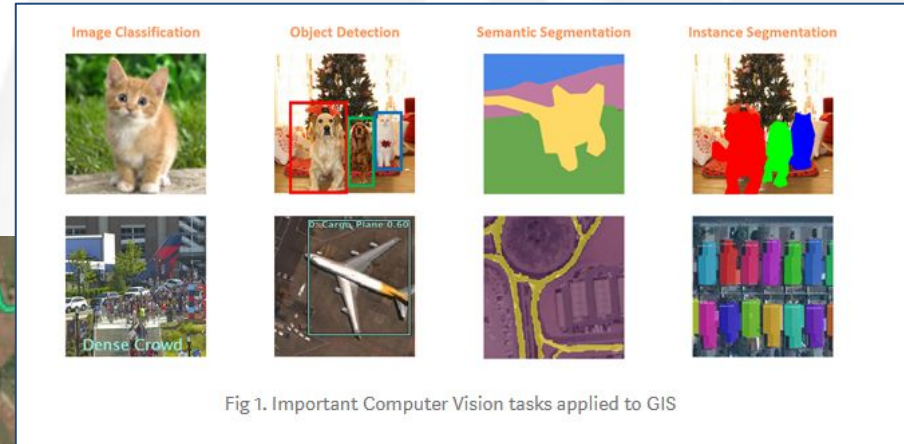 Image Classification
Object Detection
Semantic Segmentation
Instance Segmentation
0. Cargo Plane 0.60
Dense Crowd
Fig 1. Important Computer Vision tasks applied to GIS